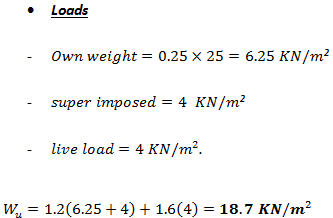 • Loads
- Own weight = 0.25 × 25 = 6.25 KN/m²
- super imposed = 4 KN/m²
- live load = 4 KN/m².
Wᵤ = 1.2(6.25 + 4) + 1.6(4) = 18.7 KN/m²